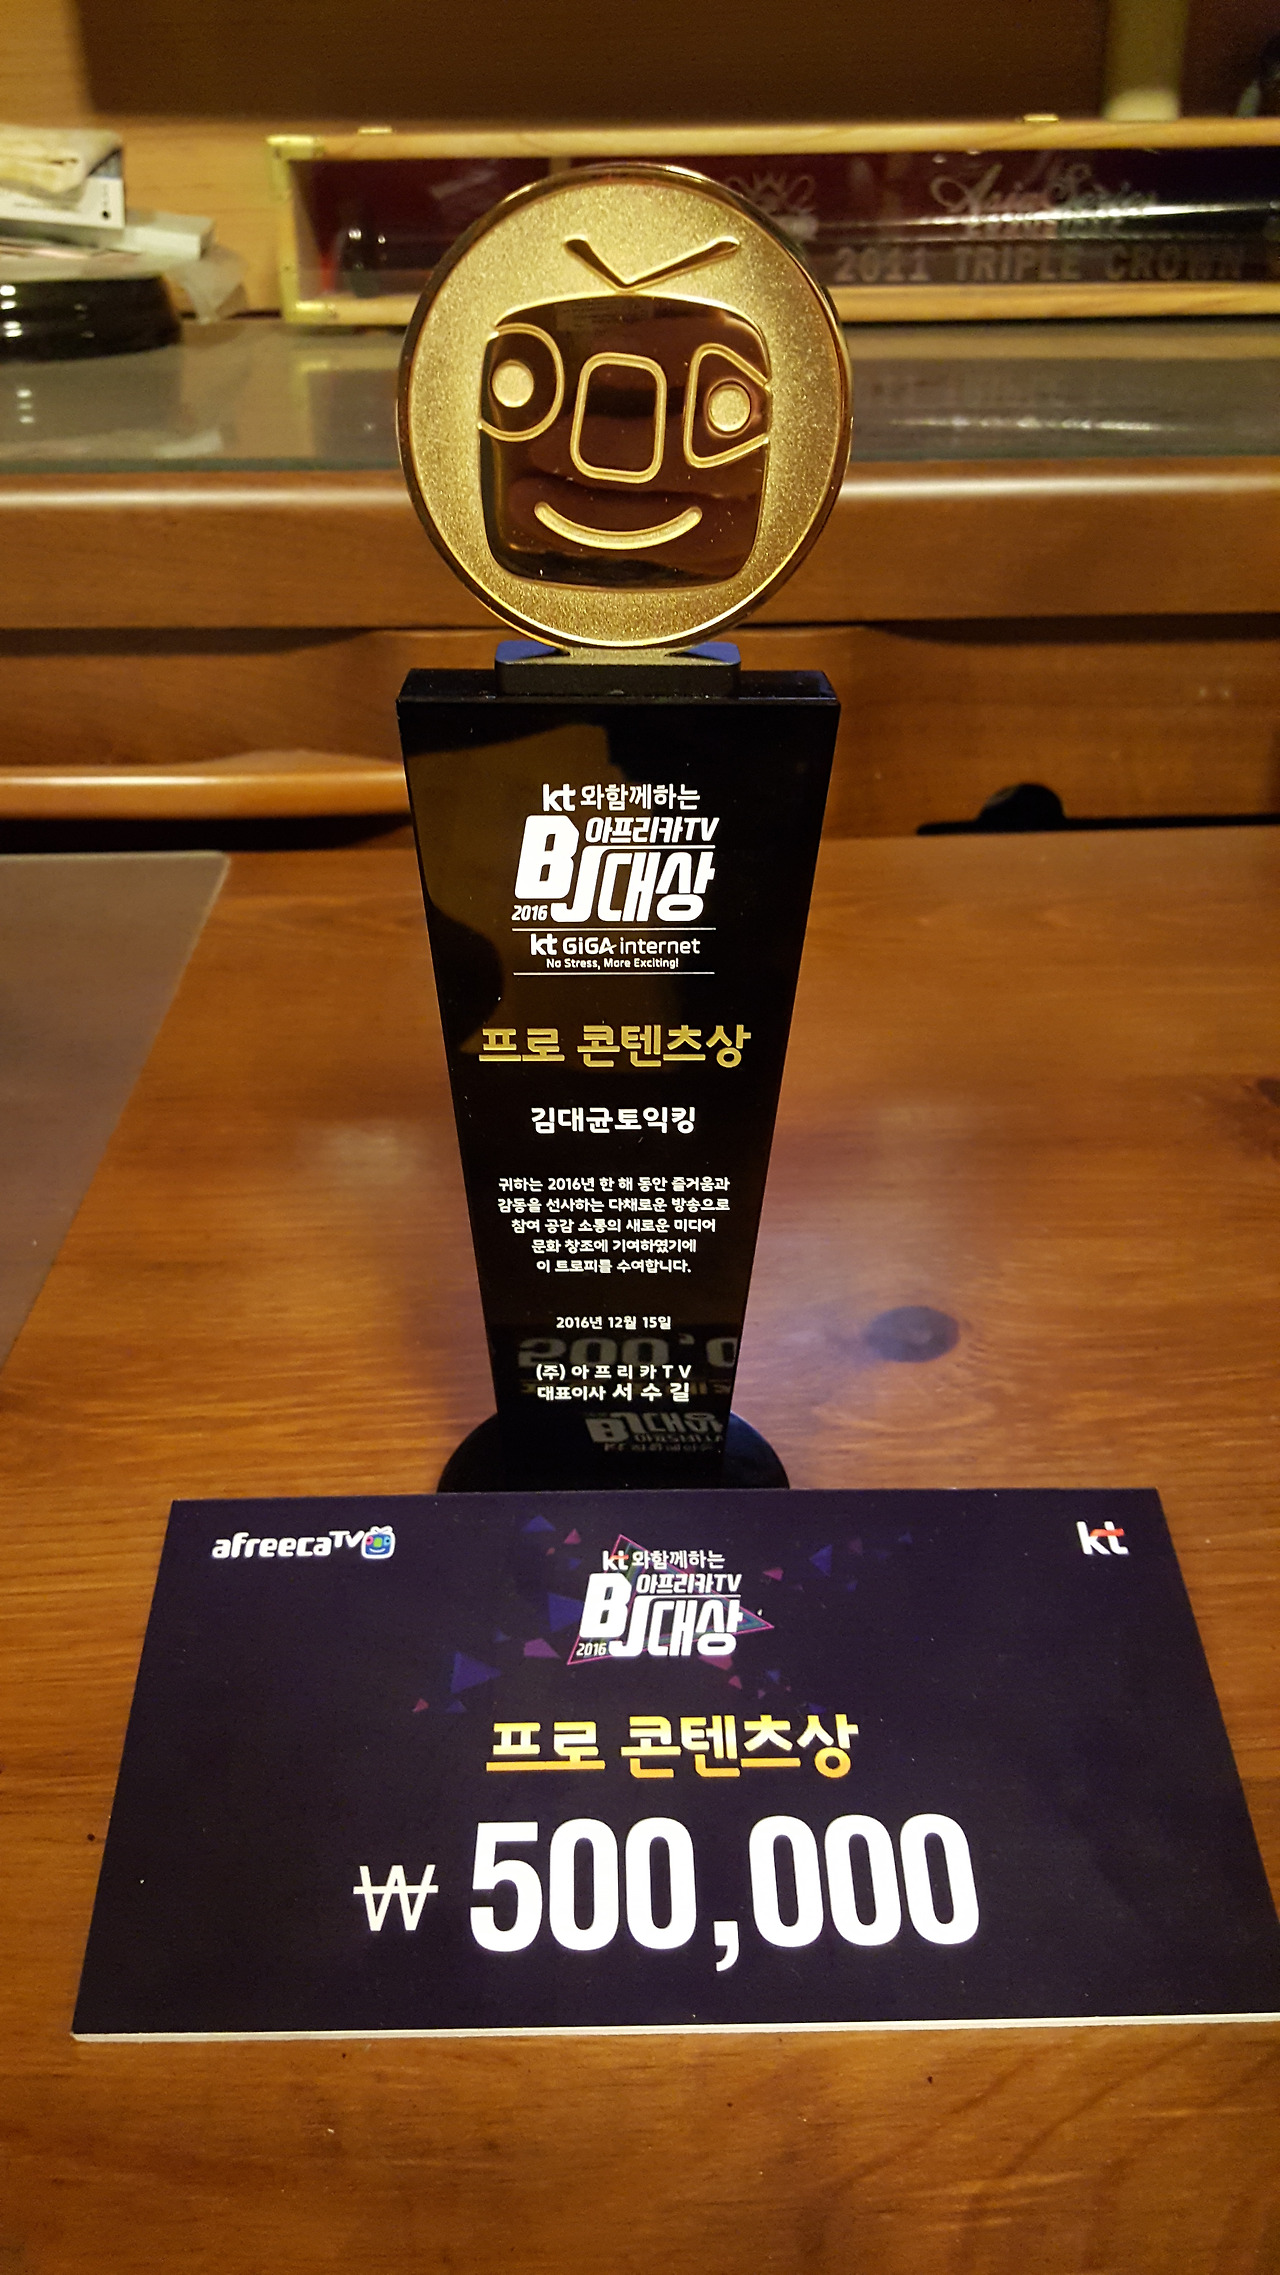 Asia Series
2011 TRIPLE CROWN
kt 와함께하는
아프리카TV
BJ대상
2016
kt GiGA internet
No Stress, More Exciting!
프로 콘텐츠상
김대균토익킹
귀하는 2016년 한 해 동안 즐거움과
감동을 선사하는 다채로운 방송으로
참여 공감 소통의 새로운 미디어
문화 창조에 기여하였기에
이 트로피를 수여합니다.
2016년 12월 15일
(주) 아 프 리 카 T V
대표이사 서 수 길
afreecaTV
kt
kt 와함께하는
아프리카TV
BJ대상
2016
프로 콘텐츠상
₩ 500,000